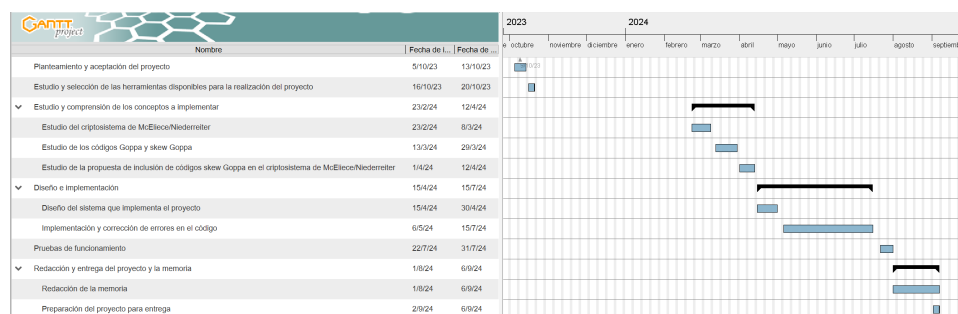 GANTT
project
2023 2024
Nombre Fecha de i... Fecha de ...
e octubre noviembre diciembre enero febrero marzo abril mayo junio julio agosto septiemb
Planteamiento y aceptación del proyecto 5/10/23 13/10/23
Estudio y selección de las herramientas disponibles para la realización del proyecto 16/10/23 20/10/23
Estudio y comprensión de los conceptos a implementar 23/2/24 12/4/24
Estudio del criptosistema de McEliece/Niederreiter 23/2/24 8/3/24
Estudio de los códigos Goppa y skew Goppa 13/3/24 29/3/24
Estudio de la propuesta de inclusión de códigos skew Goppa en el criptosistema de McEliece/Niederreiter 1/4/24 12/4/24
Diseño e implementación 15/4/24 15/7/24
Diseño del sistema que implementa el proyecto 15/4/24 30/4/24
Implementación y corrección de errores en el código 6/5/24 15/7/24
Pruebas de funcionamiento 22/7/24 31/7/24
Redacción y entrega del proyecto y la memoria 1/8/24 6/9/24
Redacción de la memoria 1/8/24 6/9/24
Preparación del proyecto para entrega 2/9/24 6/9/24